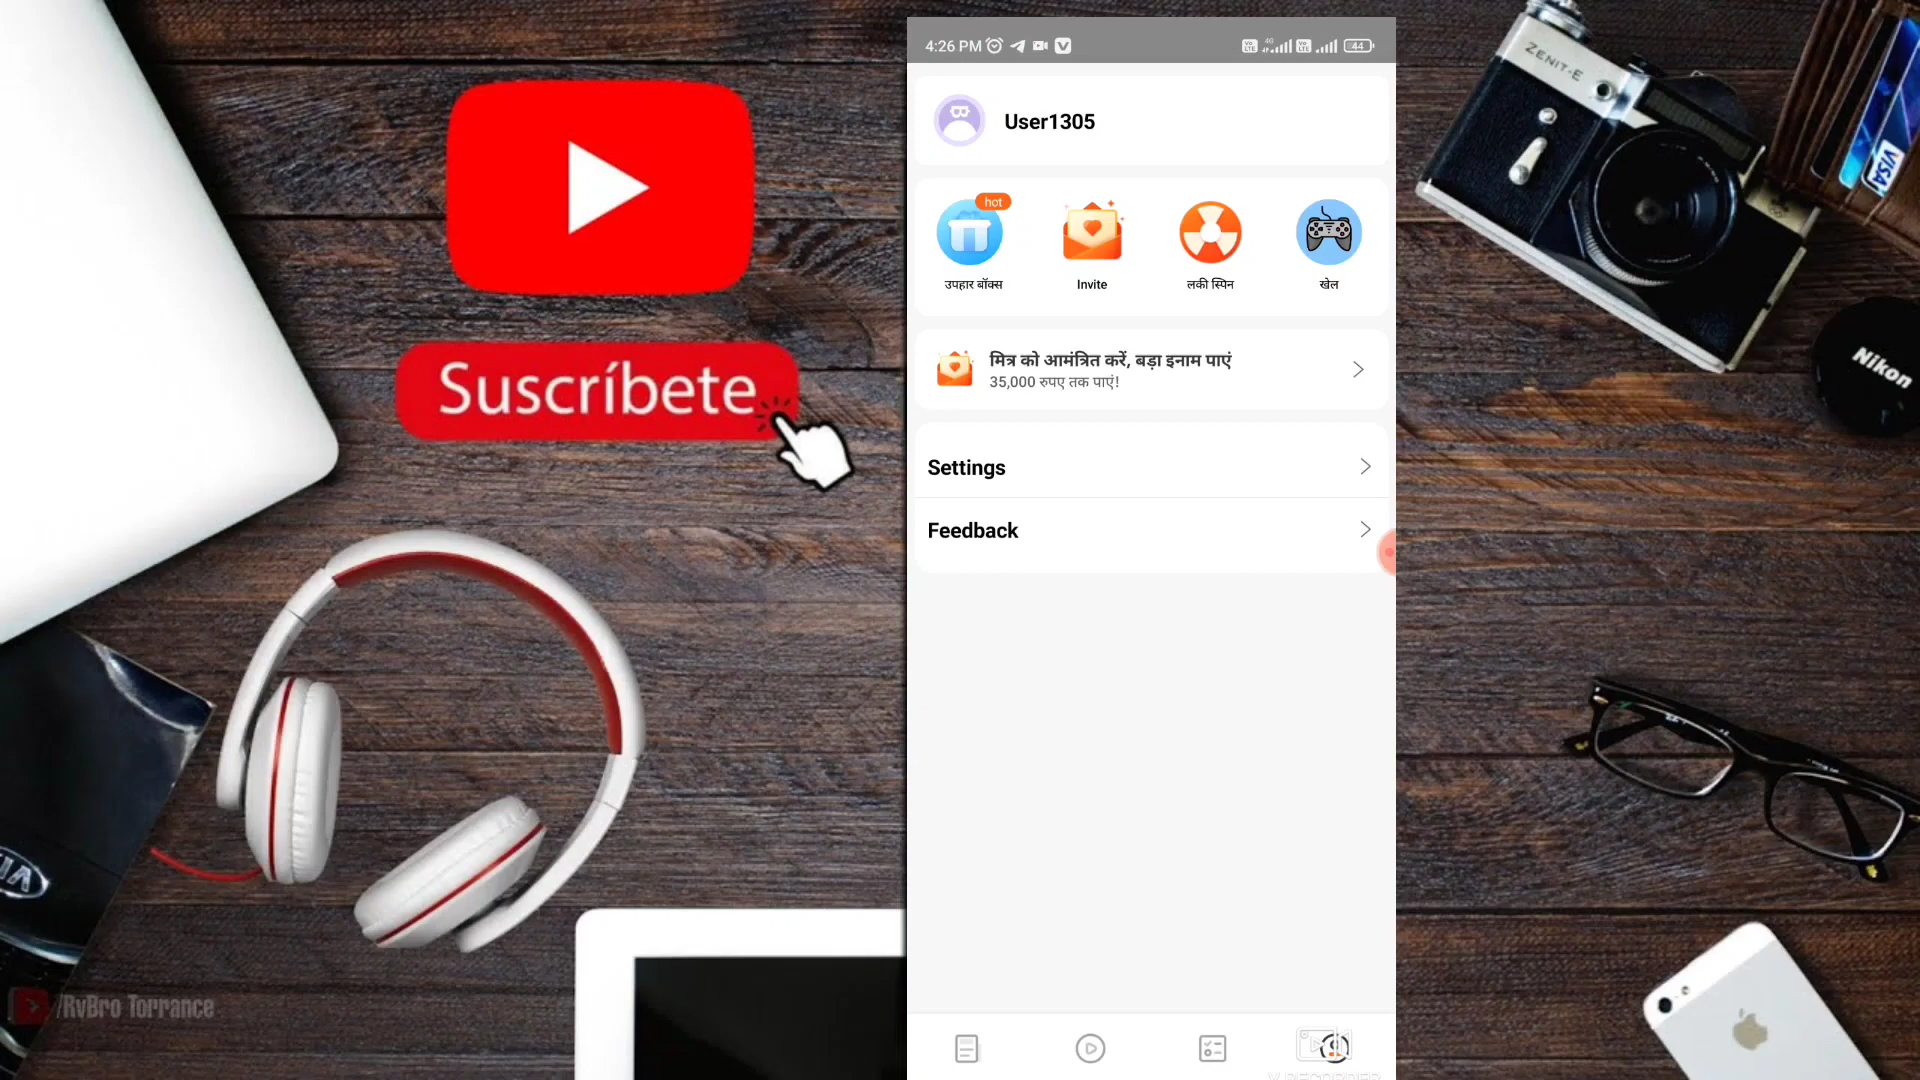 Suscríbete
/RvBro Torrance
4:26 PM
44
User1305
hot
उपहार बॉक्स
Invite
लकी स्पिन
खेल
मित्र को आमंत्रित करें, बड़ा इनाम पाएं
35,000 रुपए तक पाएं!
Settings
Feedback
ZENIT-E
VISA
Nikon